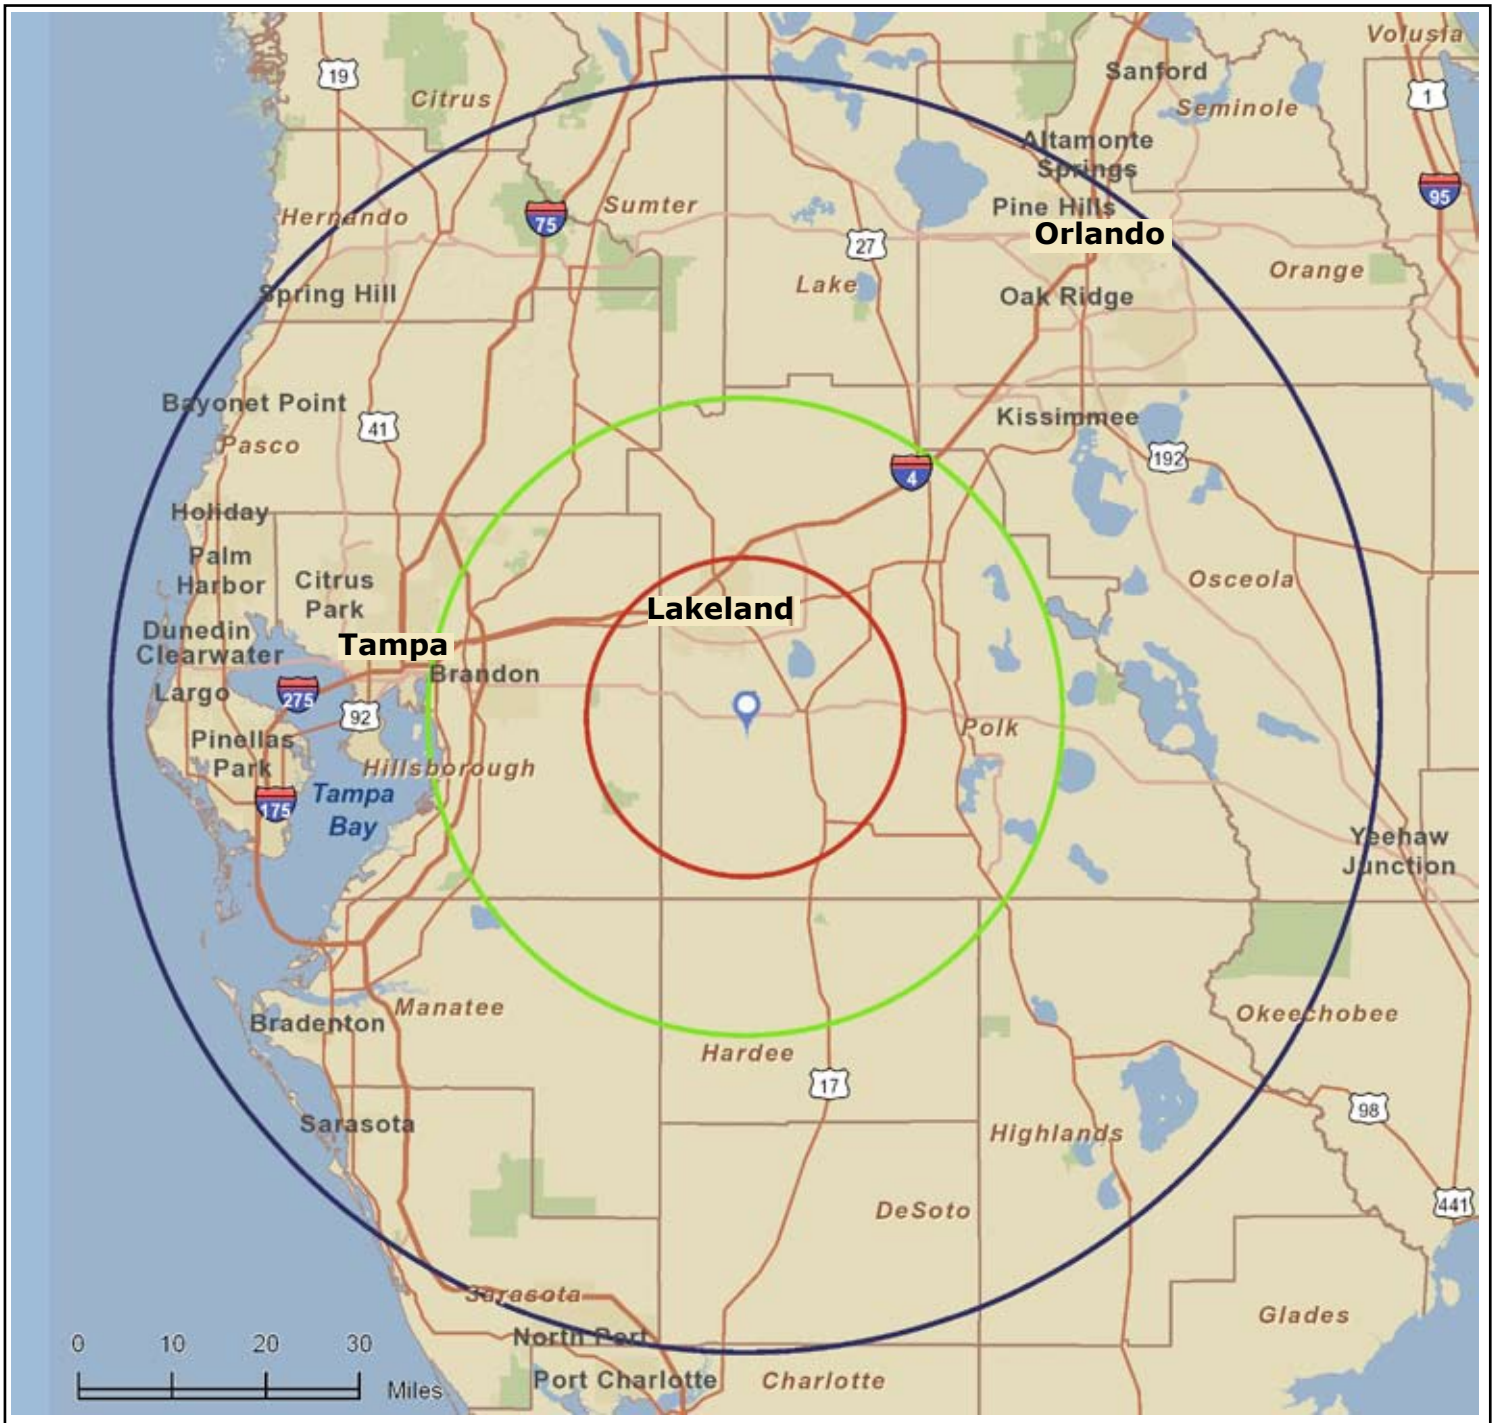 Volusia
Sanford
19
Citrus
Seminole
1
Altamonte
Springs
95
Sumter
Hernando
75
Pine Hills
Orlando
27
Orange
Lake
Spring Hill
Oak Ridge
Bayonet Point
Kissimmee
41
Pasco
192
4
Holiday
Palm
Harbor
Citrus
Park
Osceola
Lakeland
Dunedin
Tampa
Clearwater
Brandon
Largo
275
92
Polk
Pinellas
Park
Hillsborough
Tampa
Bay
175
Yeehaw
Junction
Manatee
Okeechobee
Bradenton
Hardee
17
98
Sarasota
Highlands
441
DeSoto
Sarasota
Glades
North Port
0 10 20 30
Miles
Port Charlotte
Charlotte